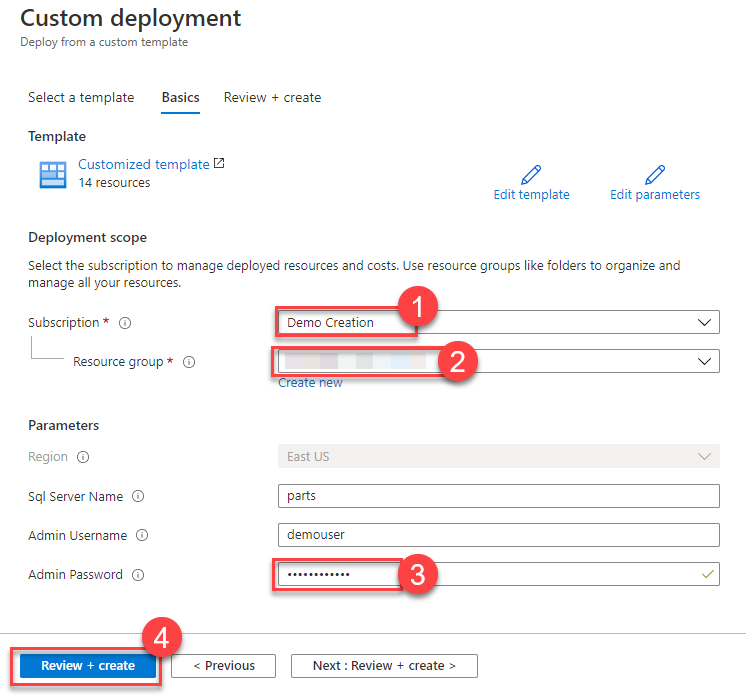 Custom deployment
Deploy from a custom template
Select a template Basics Review + create
Template
Customized template
14 resources
Edit template Edit parameters
Deployment scope
Select the subscription to manage deployed resources and costs. Use resource groups like folders to organize and
manage all your resources.
1
Subscription * Demo Creation
2
Resource group *
Create new
Parameters
Region East US
Sql Server Name parts
Admin Username demouser
Admin Password •••••••••••• 3
4
Review + create < Previous Next : Review + create >